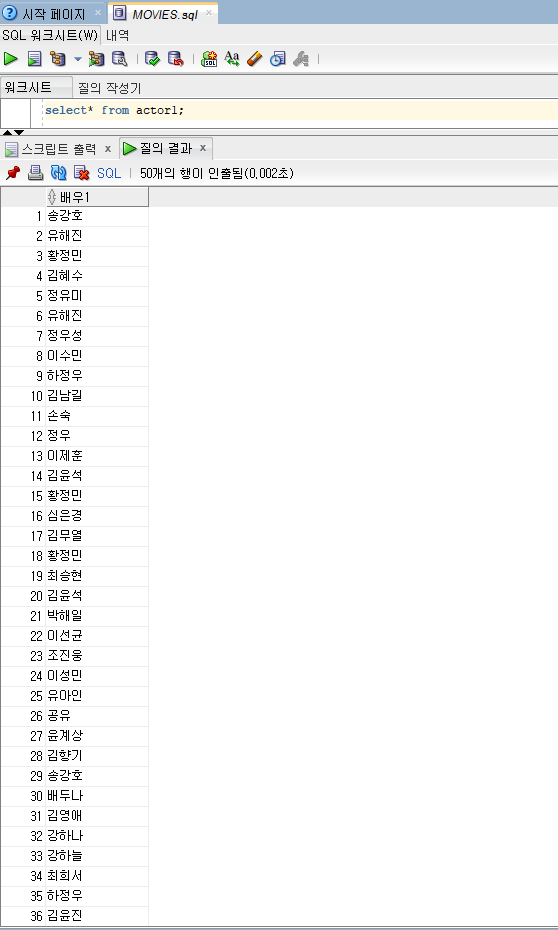 시작 페이지 × MOVIES.sql ×
SQL 워크시트(W) 내역
워크시트 질의 작성기
select* from actor1;
스크립트 출력 x 질의 결과 x
SQL | 50개의 행이 인출됨(0,002초)
배우1
1 송강호
2 유해진
3 황정민
4 김혜수
5 정유미
6 유해진
7 정우성
8 이수민
9 하정우
10 김남길
11 손숙
12 정우
13 이제훈
14 김윤석
15 황정민
16 심은경
17 김무열
18 황정민
19 최승현
20 김윤석
21 박해일
22 이선균
23 조진웅
24 이성민
25 유아인
26 공유
27 윤계상
28 김향기
29 송강호
30 배두나
31 김영애
32 강하나
33 강하늘
34 최희서
35 하정우
36 김윤진